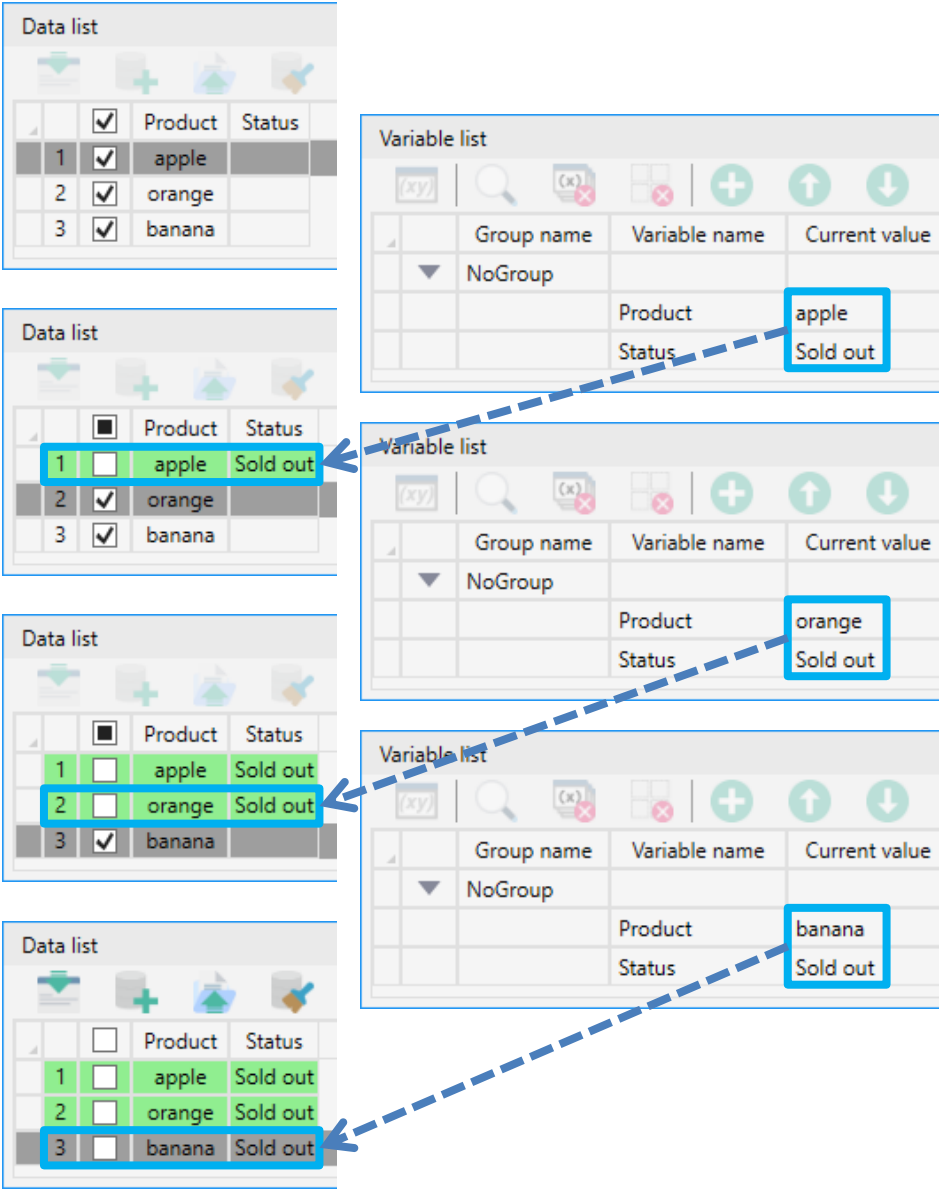 Data list
Product Status
1 apple
2 orange
3 banana
Variable list
(xy) (x)
Group name Variable name Current value
NoGroup
Product apple
Status Sold out
Data list
Product Status
1 apple Sold out
2 orange
3 banana
Variable list
(xy) (x)
Group name Variable name Current value
NoGroup
Product orange
Status Sold out
Data list
Product Status
1 apple Sold out
2 orange Sold out
3 banana
Variable list
(xy) (x)
Group name Variable name Current value
NoGroup
Product banana
Status Sold out
Data list
Product Status
1 apple Sold out
2 orange Sold out
3 banana Sold out